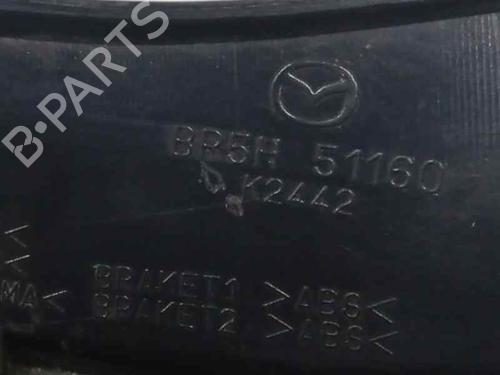 B-PARTS
BR5H 51160
K2442
BRAKET1 >ABS<
MA< BRAKET2 >ABS<